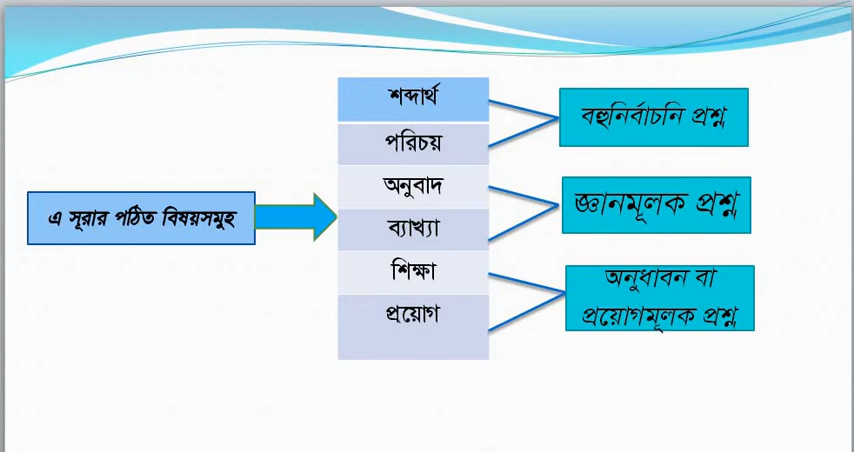 শব্দার্থ
পরিচয়
অনুবাদ
ব্যাখ্যা
শিক্ষা
প্রয়োগ
এ সূরার পঠিত বিষয়সমুহ
বহুনির্বাচনি প্রশ্ন
জ্ঞানমূলক প্রশ্ন
অনুধাবন বা
প্রয়োগমূলক প্রশ্ন